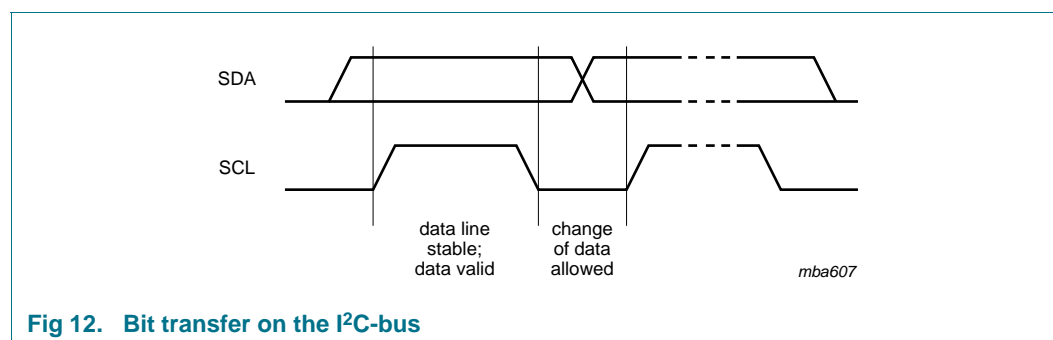 SDA
SCL
data line
stable;
data valid
change
of data
allowed
mba607
Fig 12. Bit transfer on the I²C-bus